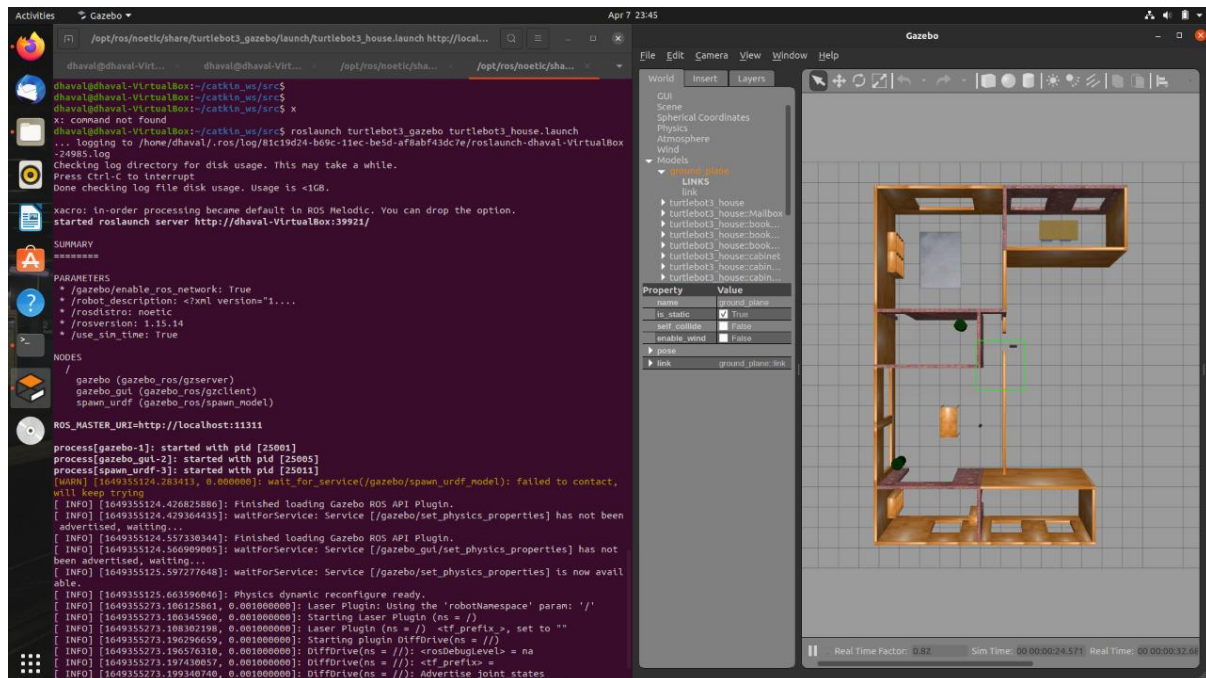 Activities
Gazebo
Apr 7 23:45
/opt/ros/noetic/share/turtlebot3_gazebo/launch/turtlebot3_house.launch http://local...
dhaval@dhaval-Virt...
dhaval@dhaval-Virt...
/opt/ros/noetic/sha...
/opt/ros/noetic/sha...
dhaval@dhaval-VirtualBox:~/catkin_ws/src$
dhaval@dhaval-VirtualBox:~/catkin_ws/src$
dhaval@dhaval-VirtualBox:~/catkin_ws/src$ x
x: command not found
dhaval@dhaval-VirtualBox:~/catkin_ws/src$ roslaunch turtlebot3_gazebo turtlebot3_house.launch
... logging to /home/dhaval/.ros/log/81c19d24-b69c-11ec-be5d-af8abf43dc7e/roslaunch-dhaval-VirtualBox
-24985.log
Checking log directory for disk usage. This may take a while.
Press Ctrl-C to interrupt
Done checking log file disk usage. Usage is <1GB.
xacro: in-order processing became default in ROS Melodic. You can drop the option.
started roslaunch server http://dhaval-VirtualBox:39921/
SUMMARY
========
PARAMETERS
* /gazebo/enable_ros_network: True
* /robot_description: <?xml version="1....
* /rosdistro: noetic
* /rosversion: 1.15.14
* /use_sim_time: True
NODES
/
gazebo (gazebo_ros/gzserver)
gazebo_gui (gazebo_ros/gzclient)
spawn_urdf (gazebo_ros/spawn_model)
ROS_MASTER_URI=http://localhost:11311
process[gazebo-1]: started with pid [25001]
process[gazebo_gui-2]: started with pid [25005]
process[spawn_urdf-3]: started with pid [25011]
[WARN] [1649355124.283413, 0.000000]: wait_for_service(/gazebo/spawn_urdf_model): failed to contact,
will keep trying
[ INFO] [1649355124.426825886]: Finished loading Gazebo ROS API Plugin.
[ INFO] [1649355124.429364435]: waitForService: Service [/gazebo/set_physics_properties] has not been
advertised, waiting...
[ INFO] [1649355124.557330344]: Finished loading Gazebo ROS API Plugin.
[ INFO] [1649355124.566909005]: waitForService: Service [/gazebo_gui/set_physics_properties] has not
been advertised, waiting...
[ INFO] [1649355125.597277648]: waitForService: Service [/gazebo/set_physics_properties] is now avail
able.
[ INFO] [1649355125.663596046]: Physics dynamic reconfigure ready.
[ INFO] [1649355273.106125861, 0.001000000]: Laser Plugin: Using the 'robotNamespace' param: '/'
[ INFO] [1649355273.106345960, 0.001000000]: Starting Laser Plugin (ns = /)
[ INFO] [1649355273.108302198, 0.001000000]: Laser Plugin (ns = /) <tf_prefix_>, set to ""
[ INFO] [1649355273.196296659, 0.001000000]: Starting plugin DiffDrive(ns = //)
[ INFO] [1649355273.196576310, 0.001000000]: DiffDrive(ns = //): <rosDebugLevel> = na
[ INFO] [1649355273.197430057, 0.001000000]: DiffDrive(ns = //): <tf_prefix> =
[ INFO] [1649355273.199340740, 0.001000000]: DiffDrive(ns = //): Advertise joint_states
Gazebo
File Edit Camera View Window Help
World Insert Layers
GUI
Scene
Spherical Coordinates
Physics
Atmosphere
Wind
Models
ground_plane
LINKS
link
turtlebot3_house
turtlebot3_house::Mailbox
turtlebot3_house::book...
turtlebot3_house::book...
turtlebot3_house::book...
turtlebot3_house::cabinet
turtlebot3_house::cabin...
turtlebot3_house::cabin...
Property Value
name ground_plane
is_static True
self_collide False
enable_wind False
pose
link ground_plane::link
Real Time Factor: 0.82 Sim Time: 00 00:00:24.571 Real Time: 00 00:00:32.68